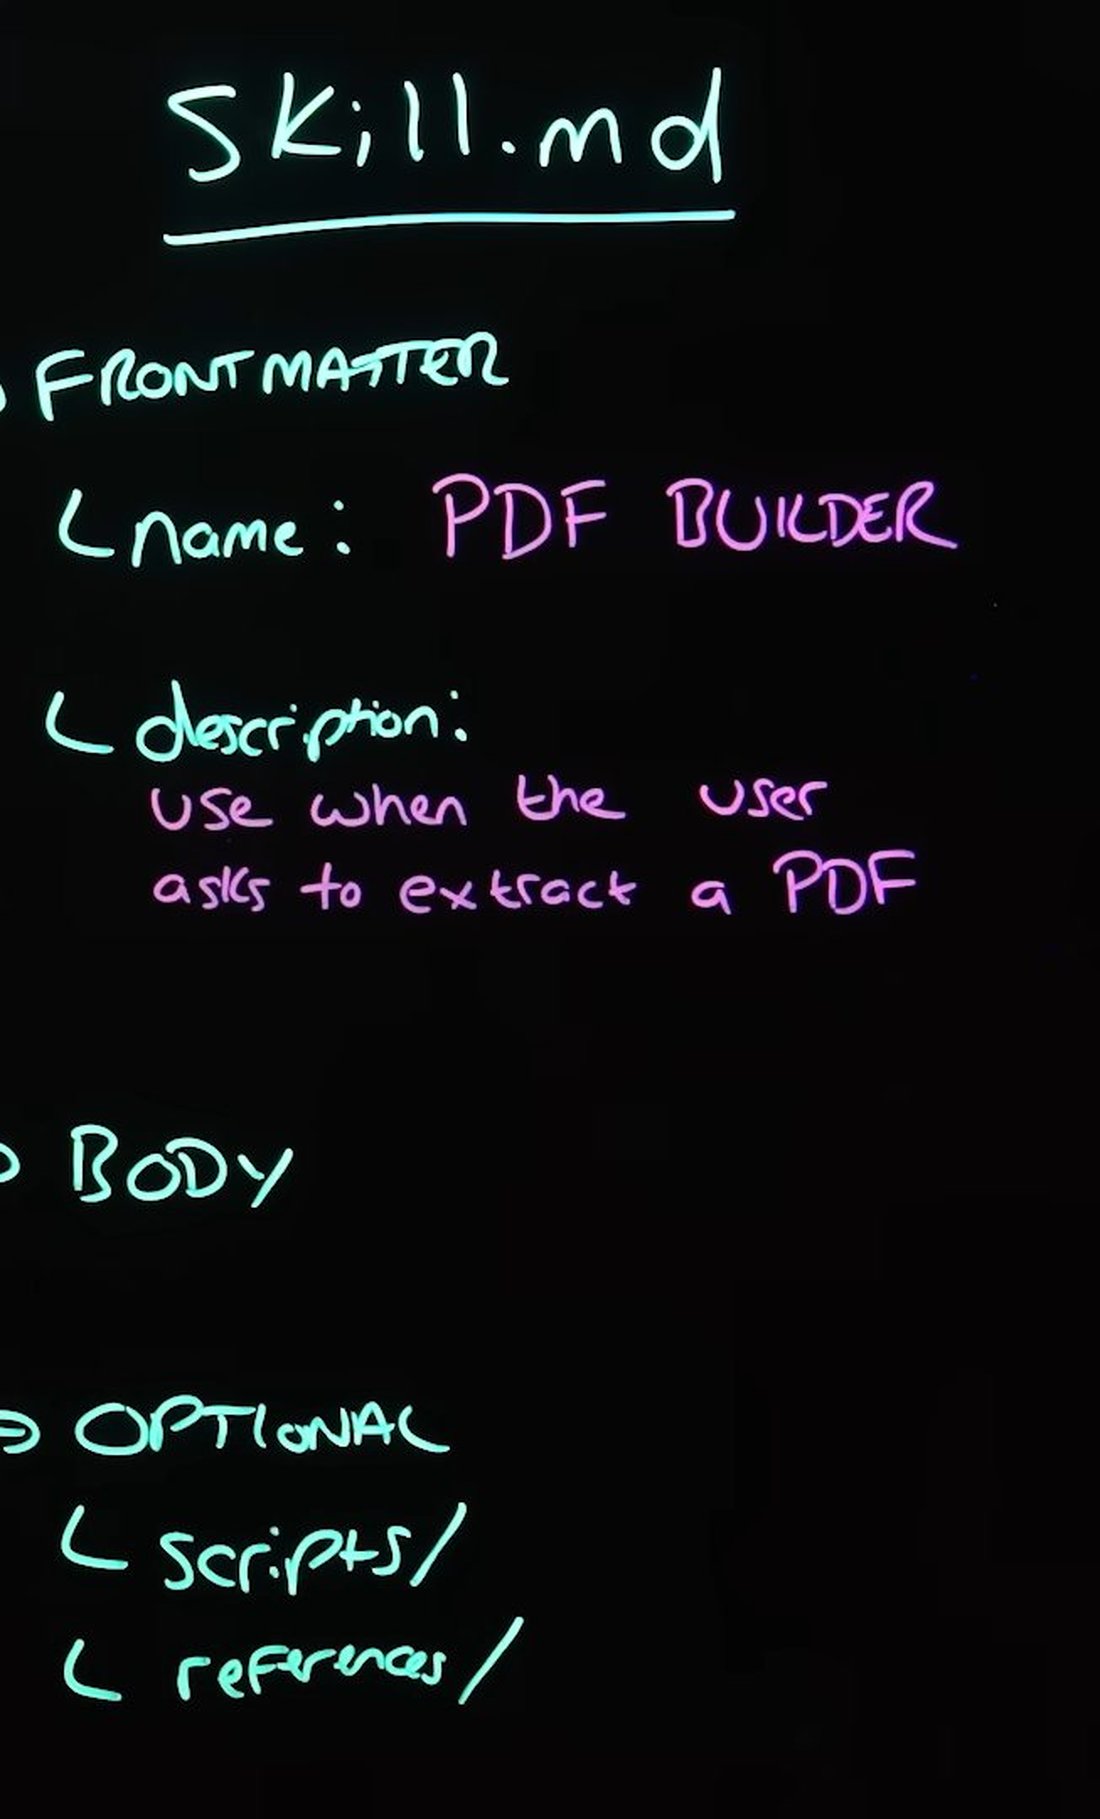 Skill.md
FRONTMATTER
name: PDF BUILDER
description:
use when the user
asks to extract a PDF
BODY
OPTIONAL
scripts/
references/